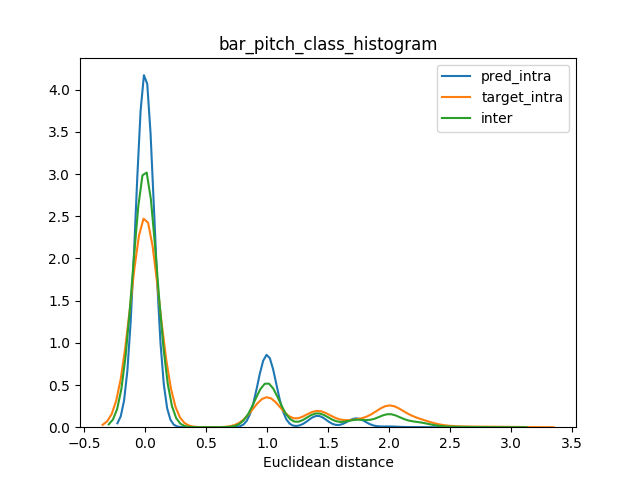 bar_pitch_class_histogram
pred_intra
target_intra
inter
4.0
3.5
3.0
2.5
2.0
1.5
1.0
0.5
0.0
−0.5 0.0 0.5 1.0 1.5 2.0 2.5 3.0 3.5
Euclidean distance